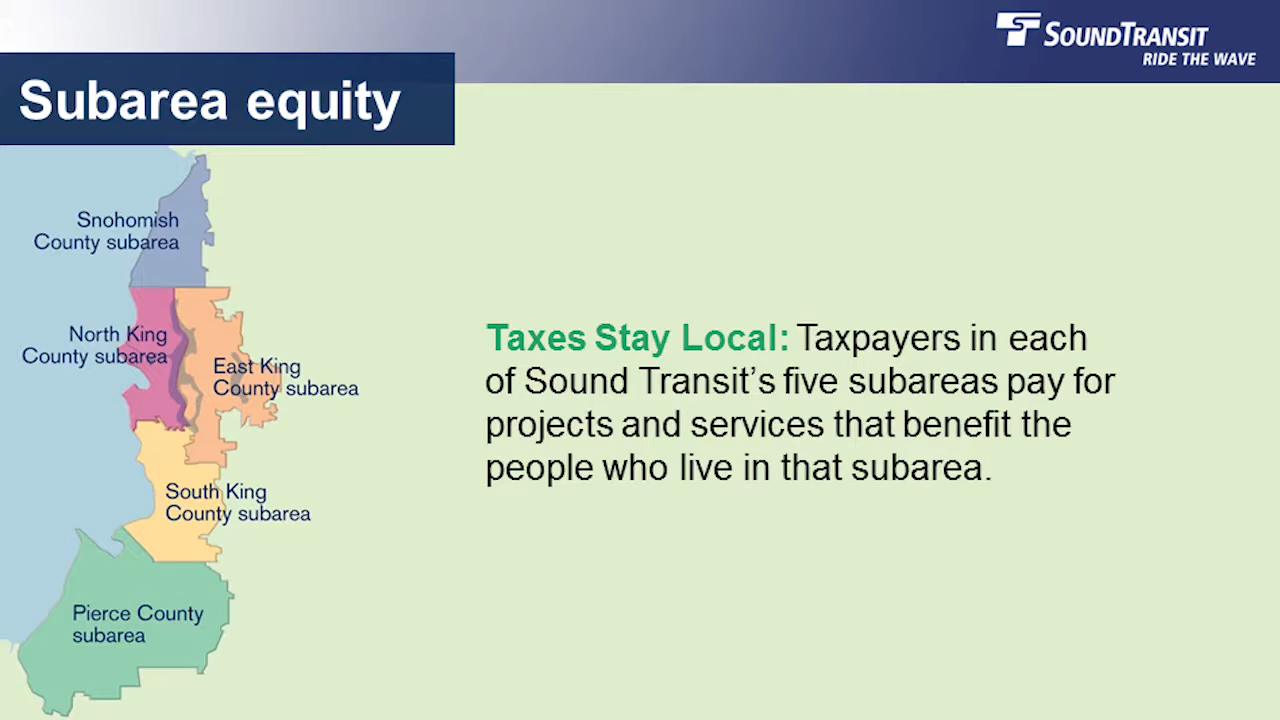 SOUNDTRANSIT
RIDE THE WAVE
Subarea equity
Snohomish
County subarea
North King
County subarea
East King
County subarea
South King
County subarea
Pierce County
subarea
Taxes Stay Local: Taxpayers in each
of Sound Transit's five subareas pay for
projects and services that benefit the
people who live in that subarea.